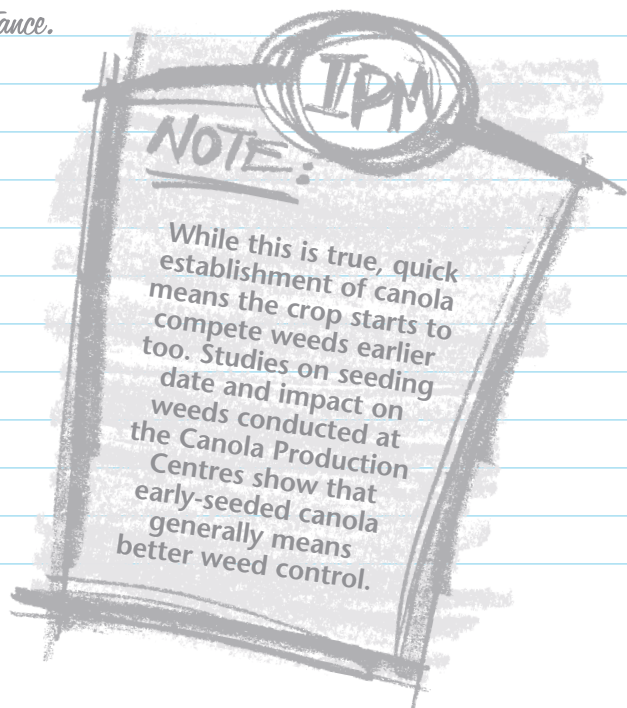 IPM
NOTE:
While this is true, quick
establishment of canola
means the crop starts to
compete weeds earlier
too. Studies on seeding
date and impact on
weeds conducted at
the Canola Production
Centres show that
early-seeded canola
generally means
better weed control.